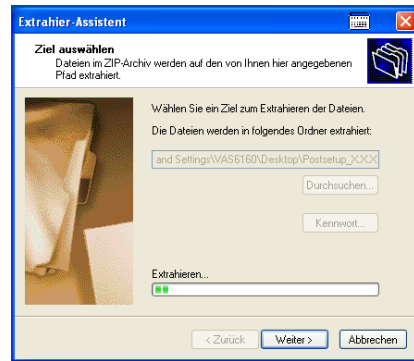 Extrahier-Assistent
Ziel auswählen
Dateien im ZIP-Archiv werden auf den von Ihnen hier angegebenen
Pfad extrahiert.
Wählen Sie ein Ziel zum Extrahieren der Dateien.
Die Dateien werden in folgendes Ordner extrahiert:
and Settings\VAS6160\Desktop\Postsetup_X.X.X
Durchsuchen...
Kennwort...
Extrahieren...
< Zurück Weiter > Abbrechen